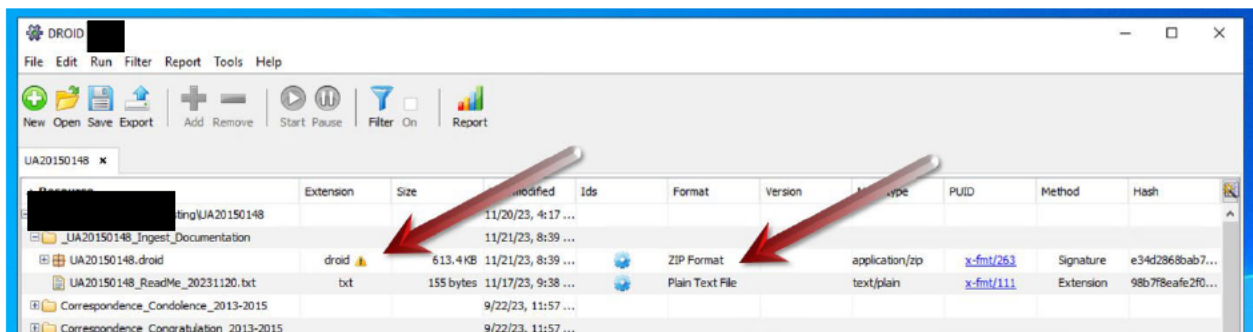 DROID
File Edit Run Filter Report Tools Help
New Open Save Export Add Remove Start Pause Filter On Report
UA20150148 x
Extension Size Ids Format Version PUID Method Hash
sting\UA20150148 11/20/23, 4:17 ...
_UA20150148_Ingest_Documentation 11/21/23, 8:39 ...
UA20150148.droid droid 613.4 KB 11/21/23, 8:39 ... ZIP Format application/zip x-fmt/263 Signature e34d2868bab7...
UA20150148_ReadMe_20231120.txt txt 155 bytes 11/17/23, 9:38 ... Plain Text File text/plain x-fmt/111 Extension 98b7f8eafe2f0...
Correspondence_Condolence_2013-2015 9/22/23, 11:57 ...
Correspondence_Congratulation_2013-2015 9/22/23, 11:57 ...